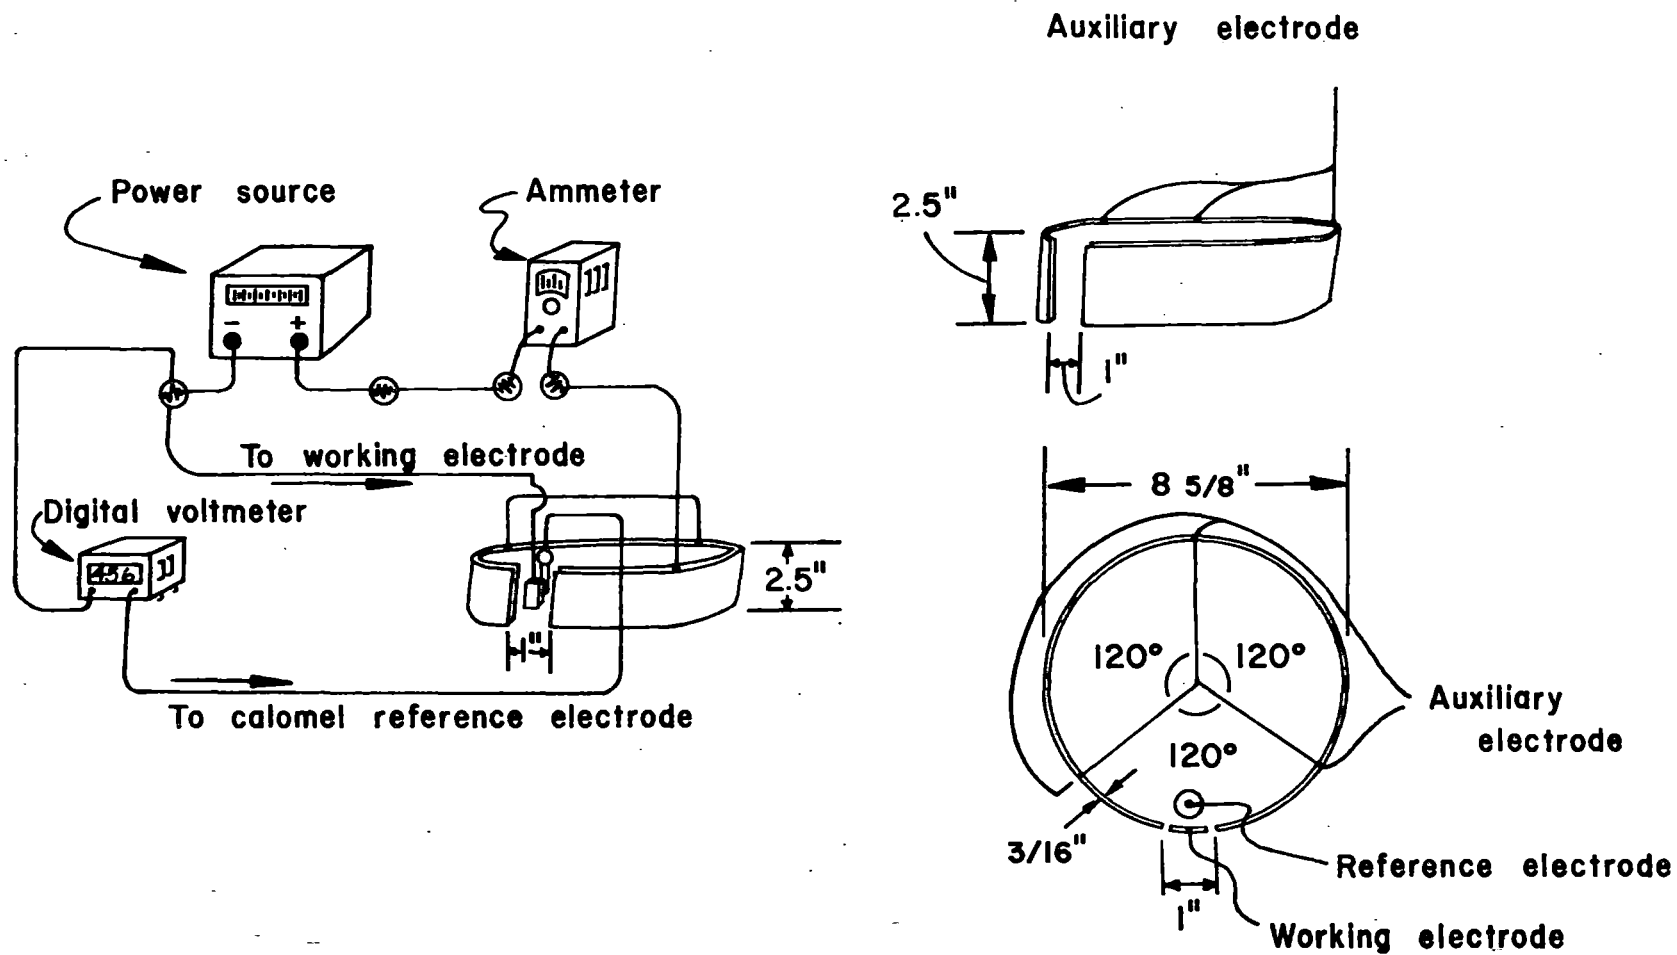 Auxiliary electrode
Power source
Ammeter
2.5"
- +
1"
To working electrode
8 5/8"
Digital voltmeter
456
2.5"
1"
120° 120°
To calomel reference electrode
Auxiliary
electrode
120°
3/16"
Reference electrode
1"
Working electrode